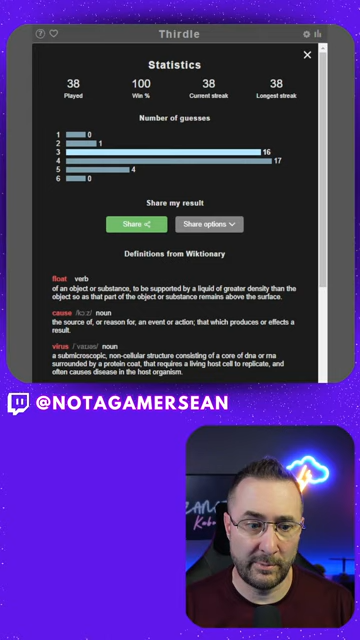 Thirdle
Statistics
38 100 38 38
Played Win % Current streak Longest streak
Number of guesses
1 0
2 1
3 16
4 17
5 4
6 0
Share my result
Share Share options
Definitions from Wiktionary
float verb
of an object or substance, to be supported by a liquid of greater density than the
object so as that part of the object or substance remains above the surface.
cause /kɔːz/ noun
the source of, or reason for, an event or action; that which produces or effects a
result.
virus /ˈvaɪɹəs/ noun
a submicroscopic, non-cellular structure consisting of a core of dna or rna
surrounded by a protein coat, that requires a living host cell to replicate, and
often causes disease in the host organism.
@NOTAGAMERSEAN